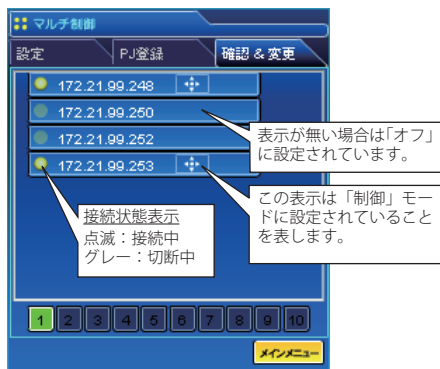 マルチ制御
設定
PJ登録
確認 & 変更
172.21.99.248
172.21.99.250
172.21.99.252
172.21.99.253
表示が無い場合は「オフ」
に設定されています。
この表示は「制御」モー
ドに設定されていること
を表します。
接続状態表示
点滅：接続中
グレー：切断中
1 2 3 4 5 6 7 8 9 10
メインメニュー